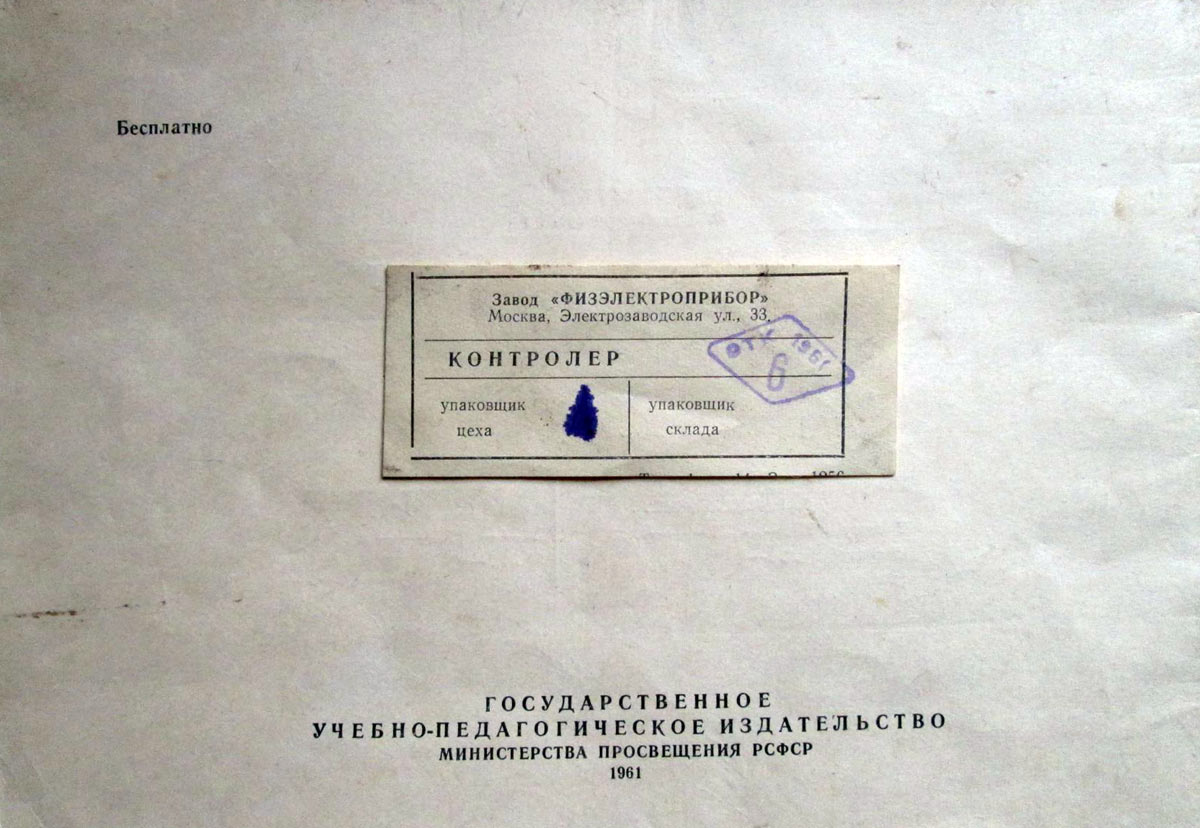 Бесплатно
Завод «ФИЗЭЛЕКТРОПРИБОР»
Москва, Электрозаводская ул., 33.
КОНТРОЛЕР
ОТК 1961
6
упаковщик
цеха
упаковщик
склада
ГОСУДАРСТВЕННОЕ
УЧЕБНО-ПЕДАГОГИЧЕСКОЕ ИЗДАТЕЛЬСТВО
МИНИСТЕРСТВА ПРОСВЕЩЕНИЯ РСФСР
1961